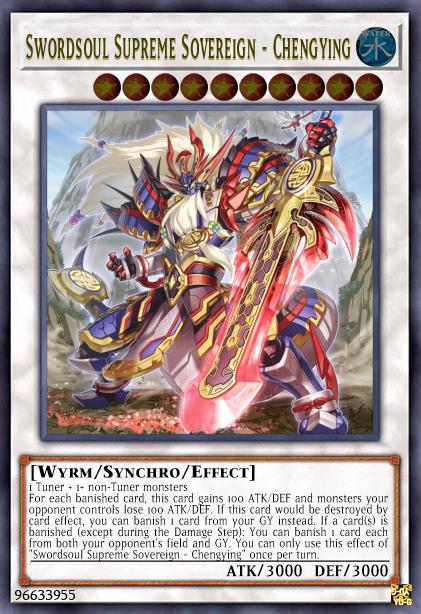 Swordsoul Supreme Sovereign - Chengying
WATER
水
[Wyrm/Synchro/Effect]
1 Tuner + 1+ non-Tuner monsters
For each banished card, this card gains 100 ATK/DEF and monsters your
opponent controls lose 100 ATK/DEF. If this card would be destroyed by
card effect, you can banish 1 card from your GY instead. If a card(s) is
banished (except during the Damage Step): You can banish 1 card each
from both your opponent's field and GY. You can only use this effect of
"Swordsoul Supreme Sovereign - Chengying" once per turn.
ATK/3000 DEF/3000
96633955